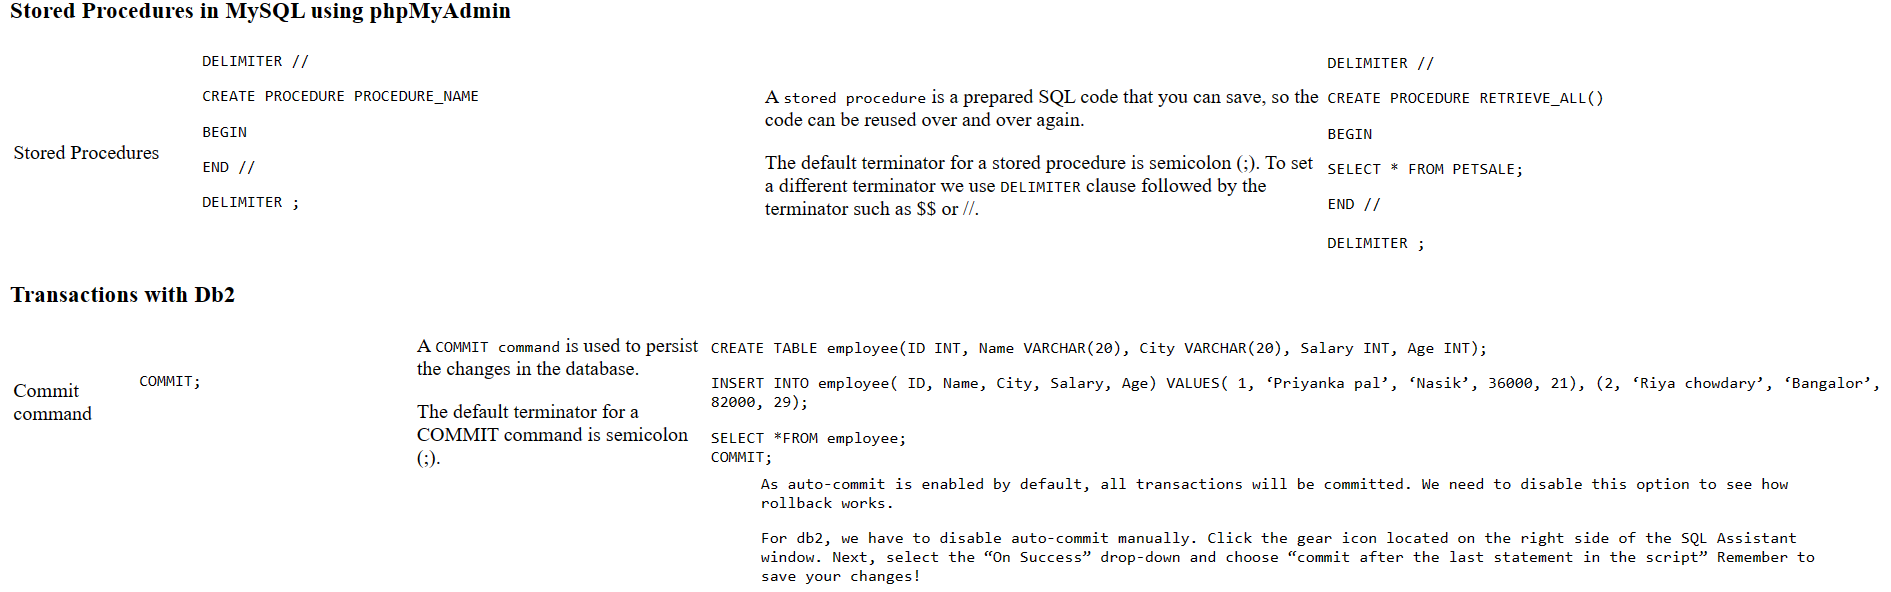 Stored Procedures in MySQL using phpMyAdmin
Stored Procedures
DELIMITER //
CREATE PROCEDURE PROCEDURE_NAME
BEGIN
END //
DELIMITER ;
A stored procedure is a prepared SQL code that you can save, so the
code can be reused over and over again.
The default terminator for a stored procedure is semicolon (;). To set
a different terminator we use DELIMITER clause followed by the
terminator such as $$ or //.
DELIMITER //
CREATE PROCEDURE RETRIEVE_ALL()
BEGIN
SELECT * FROM PETSALE;
END //
DELIMITER ;
Transactions with Db2
Commit
command
COMMIT;
A COMMIT command is used to persist
the changes in the database.
The default terminator for a
COMMIT command is semicolon
(;).
CREATE TABLE employee(ID INT, Name VARCHAR(20), City VARCHAR(20), Salary INT, Age INT);
INSERT INTO employee( ID, Name, City, Salary, Age) VALUES( 1, ‘Priyanka pal’, ‘Nasik’, 36000, 21), (2, ‘Riya chowdary’, ‘Bangalor’,
82000, 29);
SELECT *FROM employee;
COMMIT;
As auto-commit is enabled by default, all transactions will be committed. We need to disable this option to see how
rollback works.
For db2, we have to disable auto-commit manually. Click the gear icon located on the right side of the SQL Assistant
window. Next, select the “On Success” drop-down and choose “commit after the last statement in the script” Remember to
save your changes!